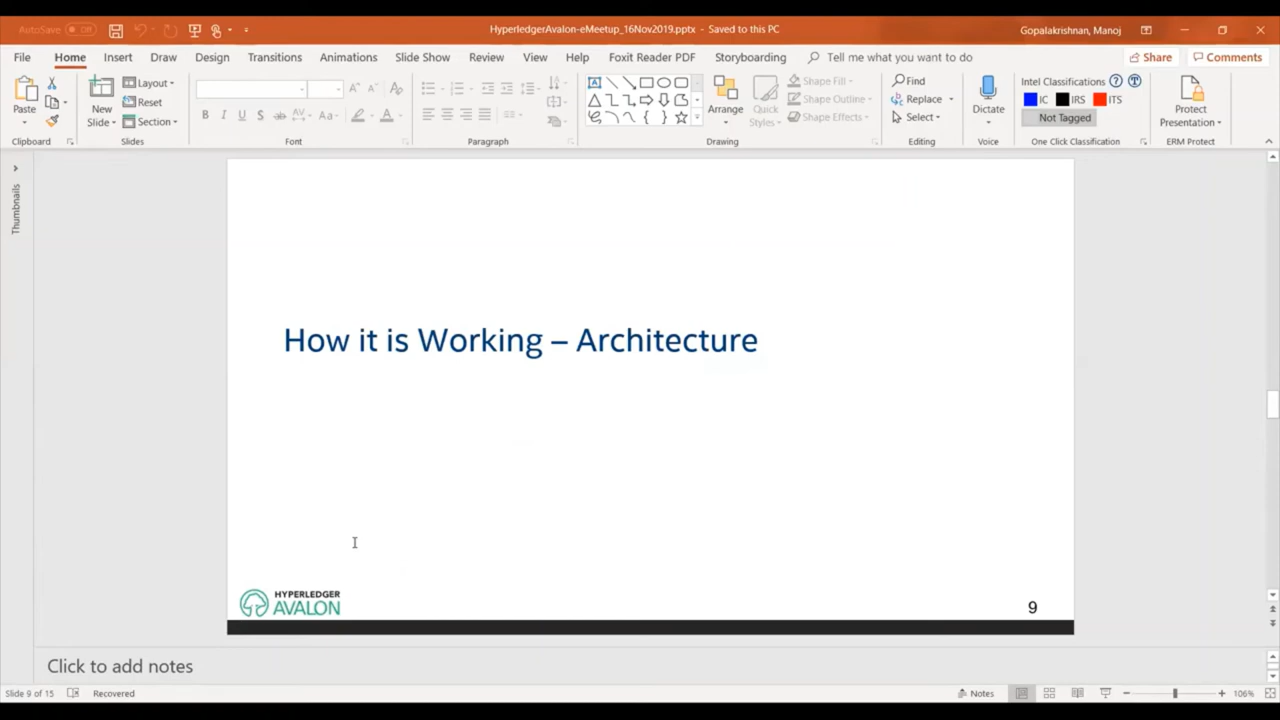 AutoSave Off
HyperledgerAvalon-eMeetup_16Nov2019.pptx - Saved to this PC
Gopalakrishnan, Manoj
File Home Insert Draw Design Transitions Animations Slide Show Review View Help Foxit Reader PDF Storyboarding Tell me what you want to do Share Comments
Paste
Clipboard
New
Slide
Layout
Reset
Section
Slides
B I U S ab AV Aa A
Font
Paragraph
Arrange
Quick
Styles
Shape Fill
Shape Outline
Shape Effects
Drawing
Find
Replace
Select
Editing
Dictate
Voice
Intel Classifications
IC IRS ITS
Not Tagged
One Click Classification
Protect
Presentation
ERM Protect
Thumbnails
How it is Working – Architecture
HYPERLEDGER
AVALON
9
Click to add notes
Slide 9 of 15 Recovered Notes 106%